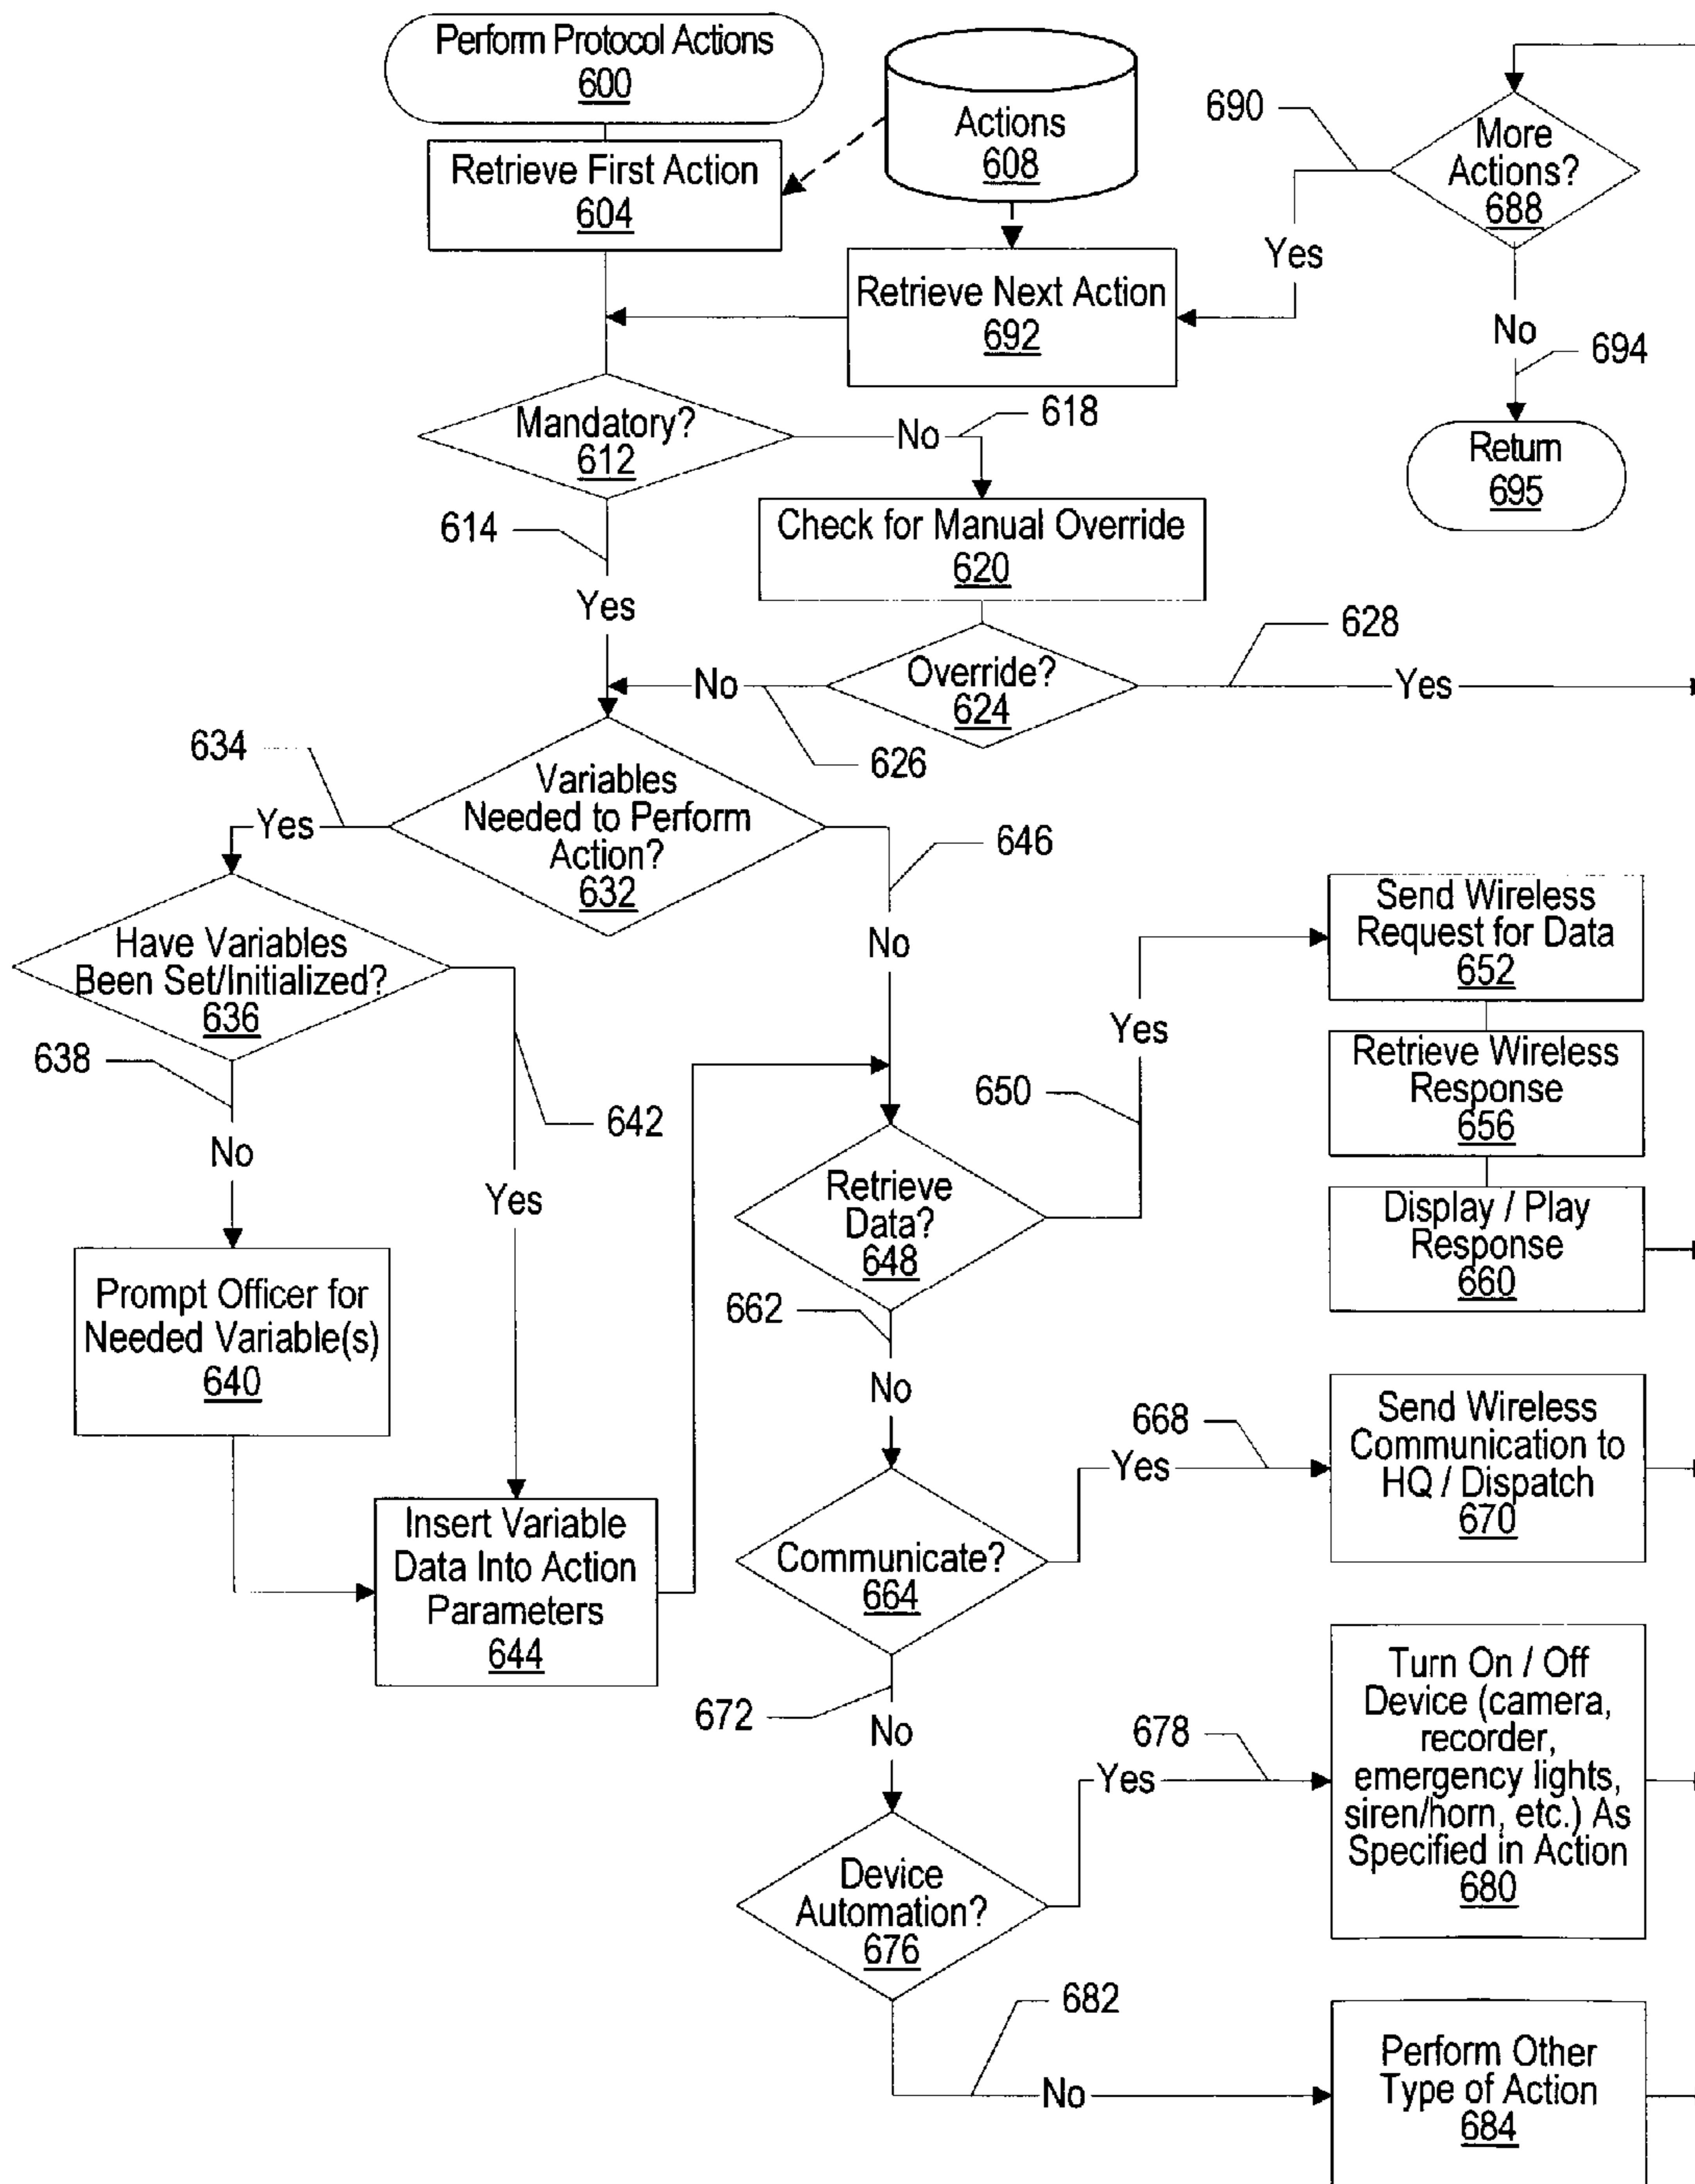 Perform Protocol Actions
600
Retrieve First Action
604
Actions
608
690
More
Actions?
688
Yes
Retrieve Next Action
692
No
694
Return
695
Mandatory?
612
No
618
614
Yes
Check for Manual Override
620
Override?
624
No
626
628
Yes
634
Yes
Variables
Needed to Perform
Action?
632
646
No
Have Variables
Been Set/Initialized?
636
638
No
642
Yes
Prompt Officer for
Needed Variable(s)
640
Insert Variable
Data Into Action
Parameters
644
Retrieve
Data?
648
650
Yes
Send Wireless
Request for Data
652
Retrieve Wireless
Response
656
Display / Play
Response
660
662
No
Communicate?
664
668
Yes
Send Wireless
Communication to
HQ / Dispatch
670
672
No
Device
Automation?
676
678
Yes
Turn On / Off
Device (camera,
recorder,
emergency lights,
siren/horn, etc.) As
Specified in Action
680
682
No
Perform Other
Type of Action
684